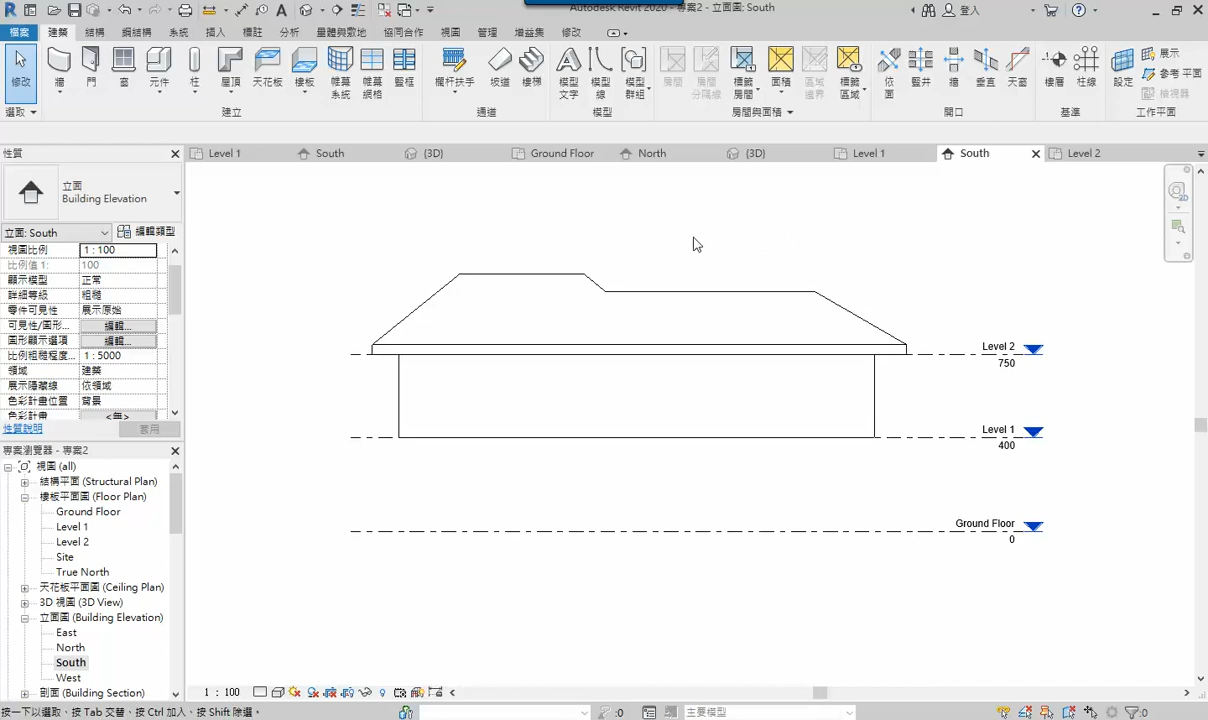 Autodesk Revit 2020 - 專案2 - 立面圖: South
登入
檔案 建築 結構 鋼結構 系統 插入 標註 分析 量體與敷地 協同合作 視圖 管理 增益集 修改
修改 牆 門 窗 元件 柱 屋頂 天花板 樓板 帷幕系統 帷幕網格 豎框 欄杆扶手 坡道 樓梯 模型文字 模型線 模型群組 房間 房間分隔線 標籤房間 面積 區域邊界 標籤區域 依面 豎井 牆 垂直 天窗 樓層 柱線 設定 展示
參考 平面
檢視器
選取 建立 通道 模型 房間與面積 開口 基準 工作平面
性質
Level 1 South (3D) Ground Floor North (3D) Level 1 South Level 2
立面
Building Elevation
立面: South 編輯類型
視圖比例 1 : 100
比例值 1: 100
顯示模型 正常
詳細等級 粗糙
零件可見性 展示原始
可見性/圖形... 編輯...
圖形顯示選項 編輯...
比例粗糙程度... 1 : 5000
領域 建築
展示隱藏線 依領域
色彩計畫位置 背景
色彩計畫 <無>
性質說明 套用
專案瀏覽器 - 專案2
視圖 (all)
結構平面 (Structural Plan)
樓板平面圖 (Floor Plan)
Ground Floor
Level 1
Level 2
Site
True North
天花板平面圖 (Ceiling Plan)
3D 視圖 (3D View)
立面圖 (Building Elevation)
East
North
South
West
剖面 (Building Section)
Level 2
750
Level 1
400
Ground Floor
0
2D
1 : 100
按一下以選取、按 Tab 交替、按 Ctrl 加入、按 Shift 除選。
:0
主要模型
:0